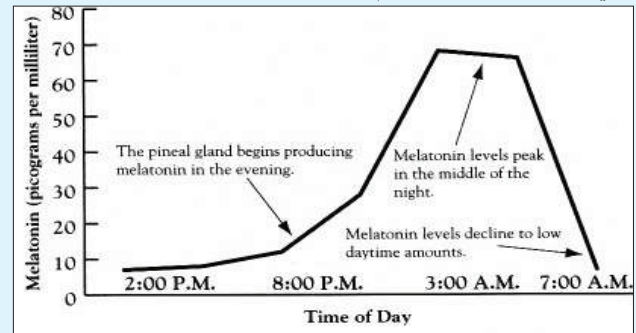 80
70
60
50
40
30
20
10
0
Melatonin (picograms per milliliter)
The pineal gland begins producing
melatonin in the evening.
Melatonin levels peak
in the middle of the
night.
Melatonin levels decline to low
daytime amounts.
2:00 P.M. 8:00 P.M. 3:00 A.M. 7:00 A.M.
Time of Day